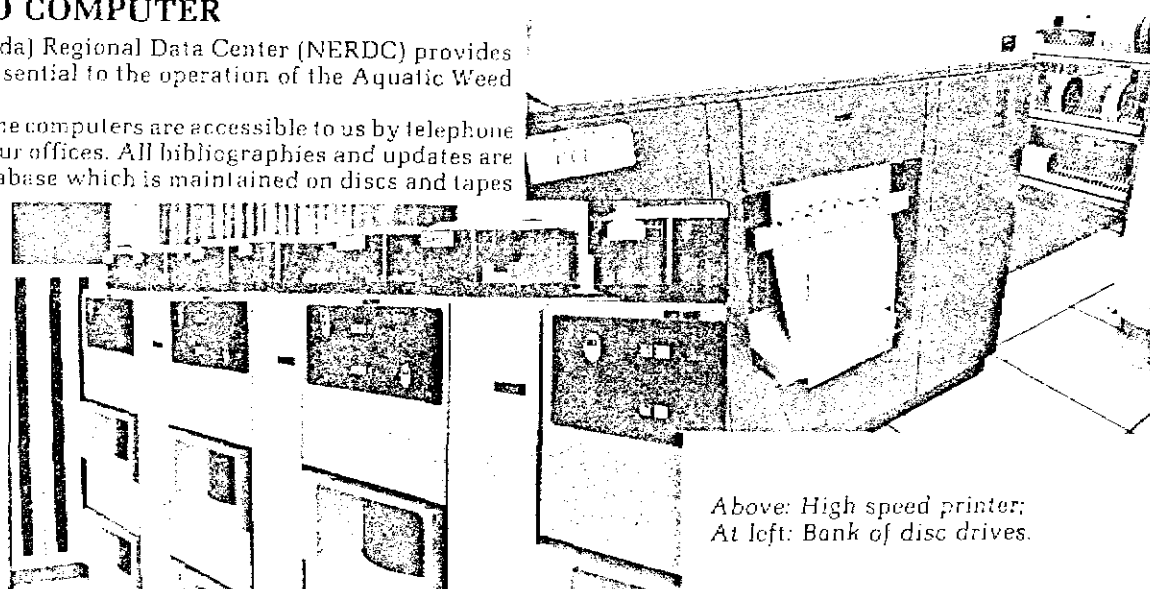 COMPUTER
da) Regional Data Center (NERDC) provides
sential to the operation of the Aquatic Weed
he computers are accessible to us by telephone
ur offices. All bibliographies and updates are
abase which is maintained on discs and tapes
Above: High speed printer;
At left: Bank of disc drives.